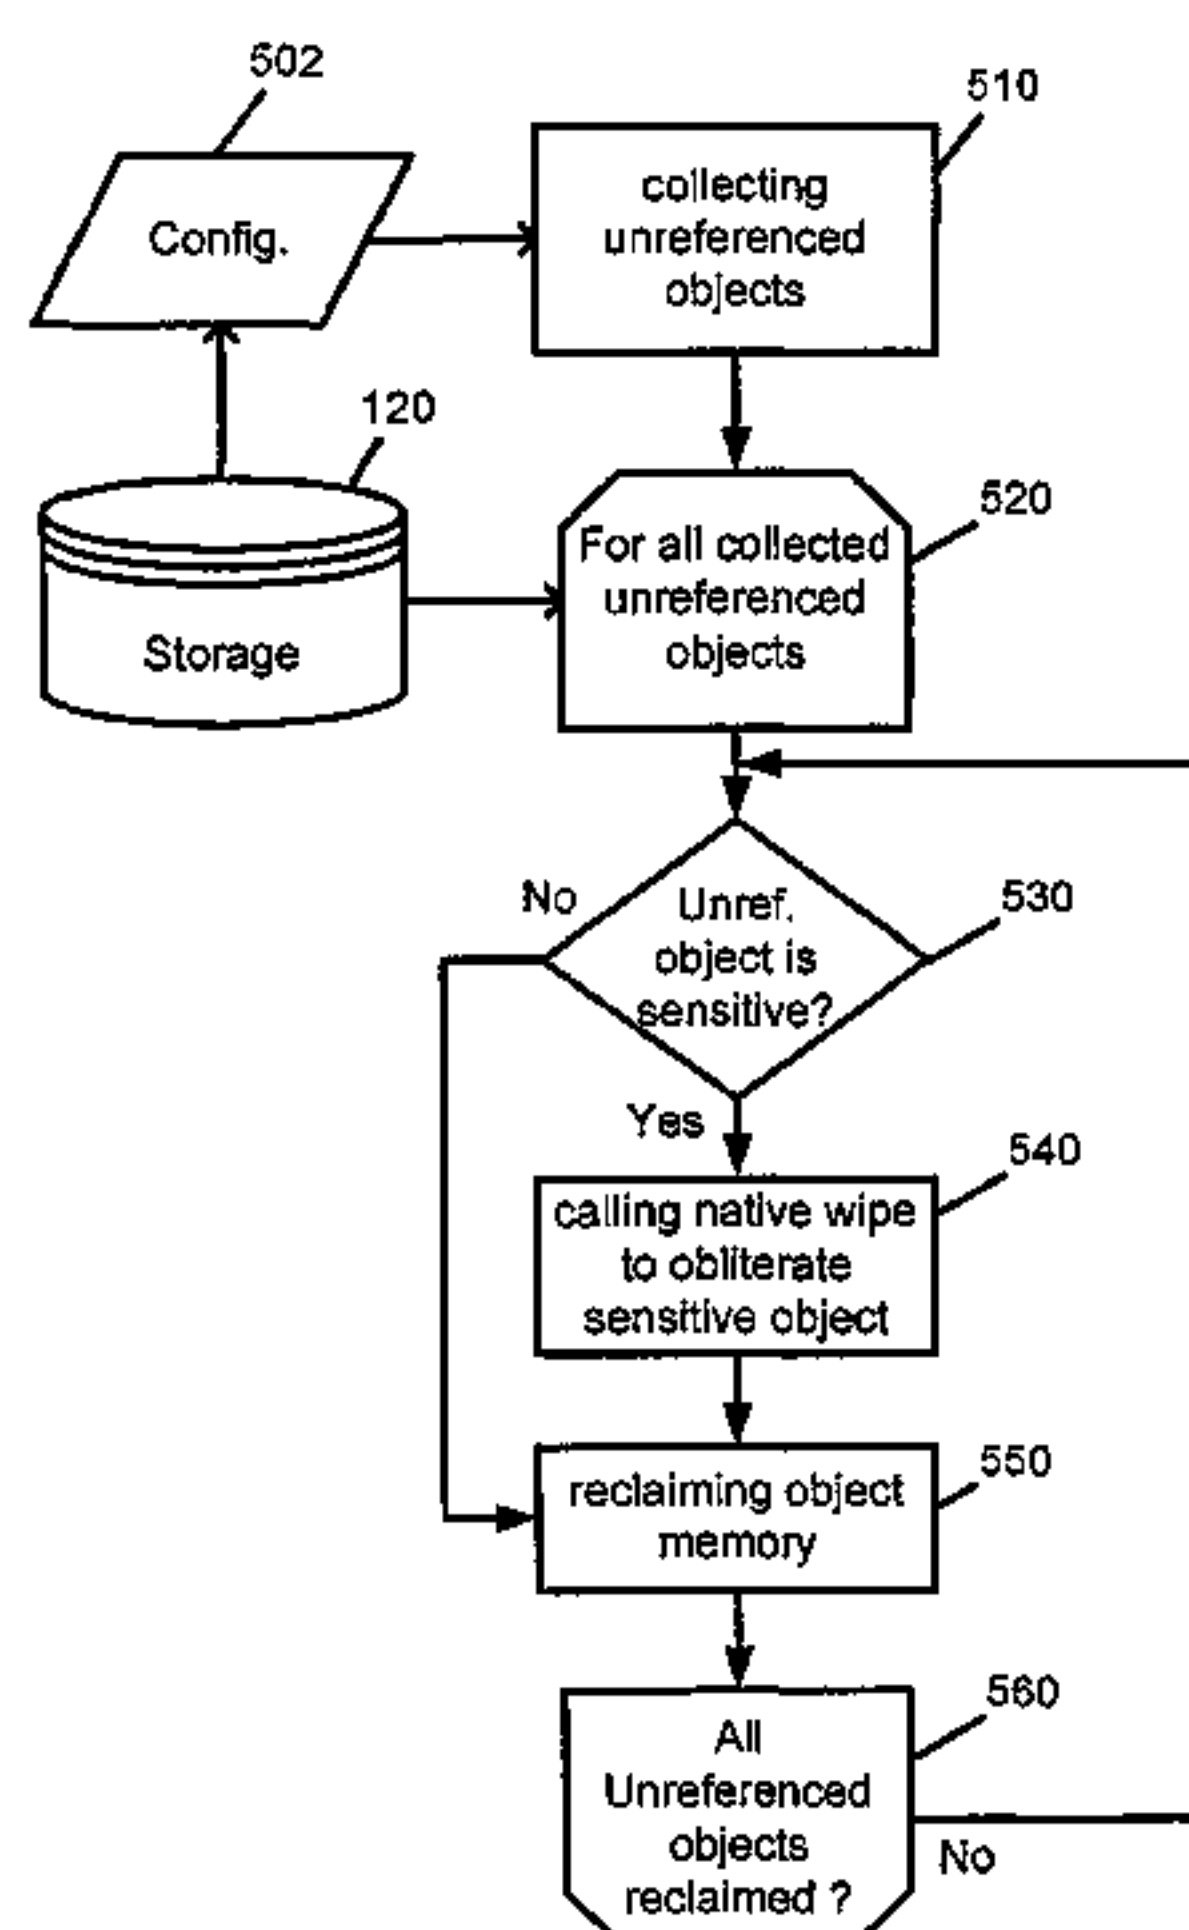 502
510
Config.
collecting
unreferenced
objects
120
520
Storage
For all collected
unreferenced
objects
No
530
Unref.
object is
sensitive?
Yes
540
calling native wipe
to obliterate
sensitive object
550
reclaiming object
memory
560
All
Unreferenced
objects
reclaimed ?
No